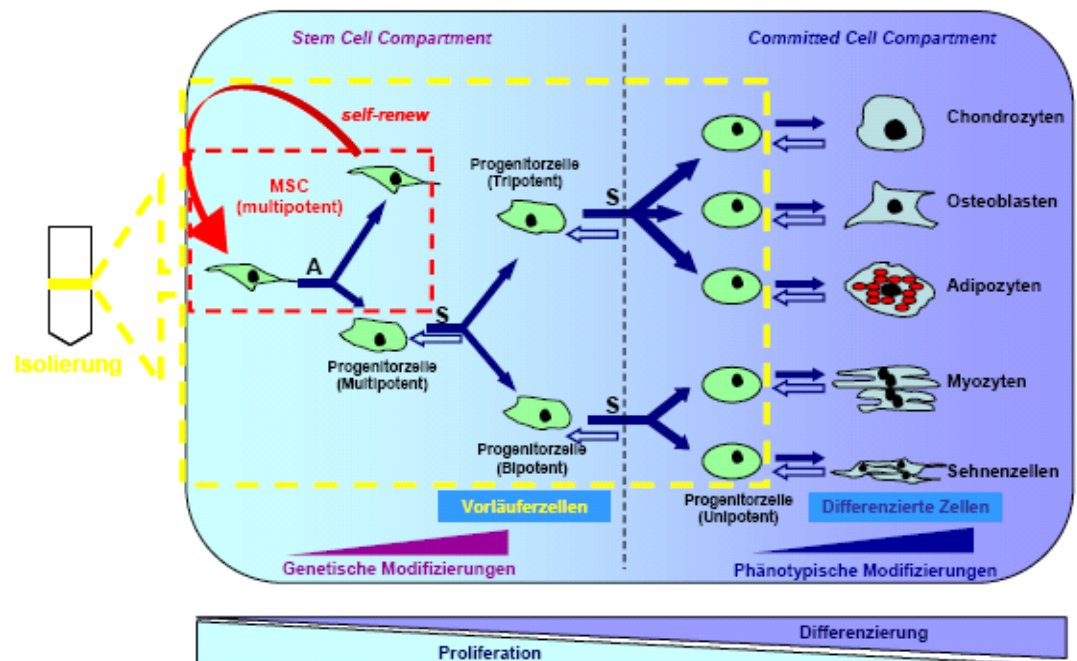 Stem Cell Compartment
Committed Cell Compartment
self-renew
Chondrozyten
MSC
(multipotent)
Progenitorzelle
(Tripotent)
S
Osteoblasten
A
Adipozyten
S
Isolierung
Progenitorzelle
(Multipotent)
S
Myozyten
Progenitorzelle
(Bipotent)
Sehnenzellen
Vorläuferzellen
Progenitorzelle
(Unipotent)
Differenzierte Zellen
Genetische Modifizierungen
Phänotypische Modifizierungen
Differenzierung
Proliferation